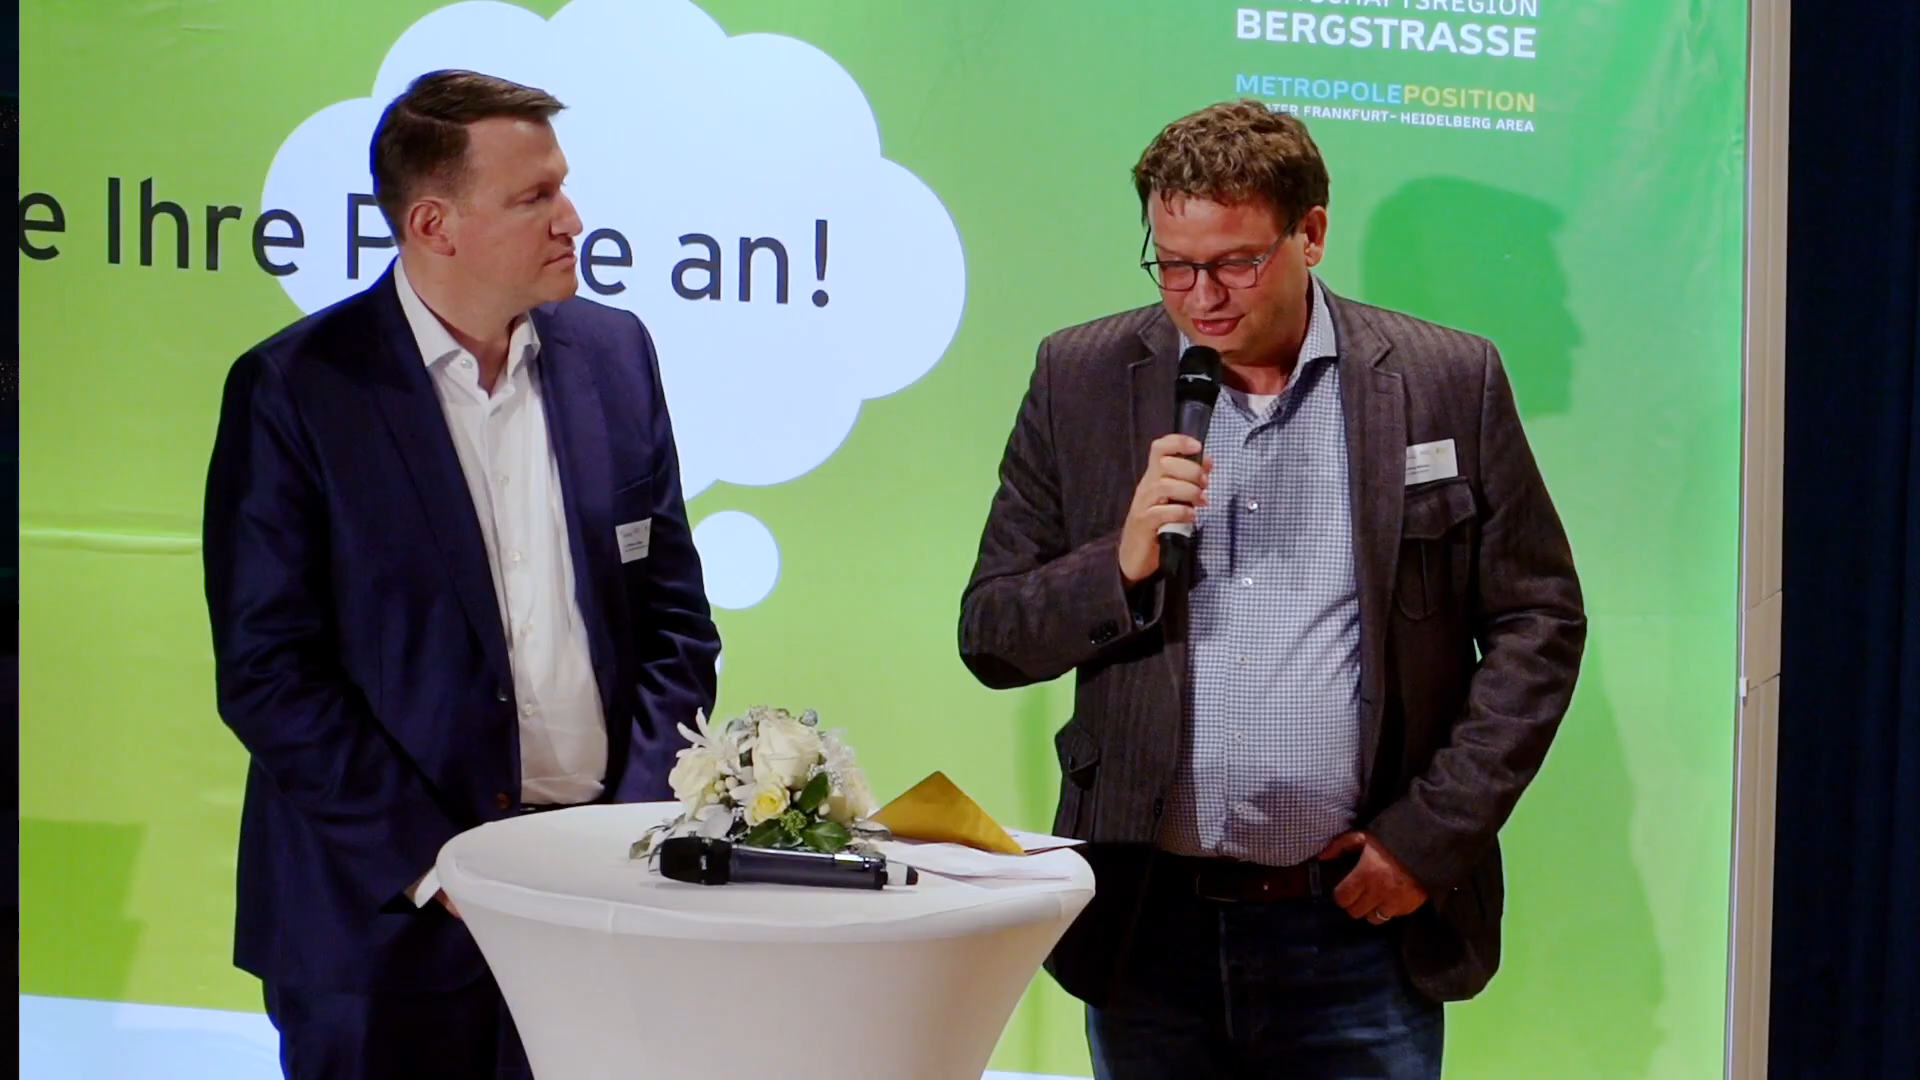 BERGSTRASSE
METROPOLEPOSITION
FRANKFURT- HEIDELBERG AREA
e Ihre P e an!